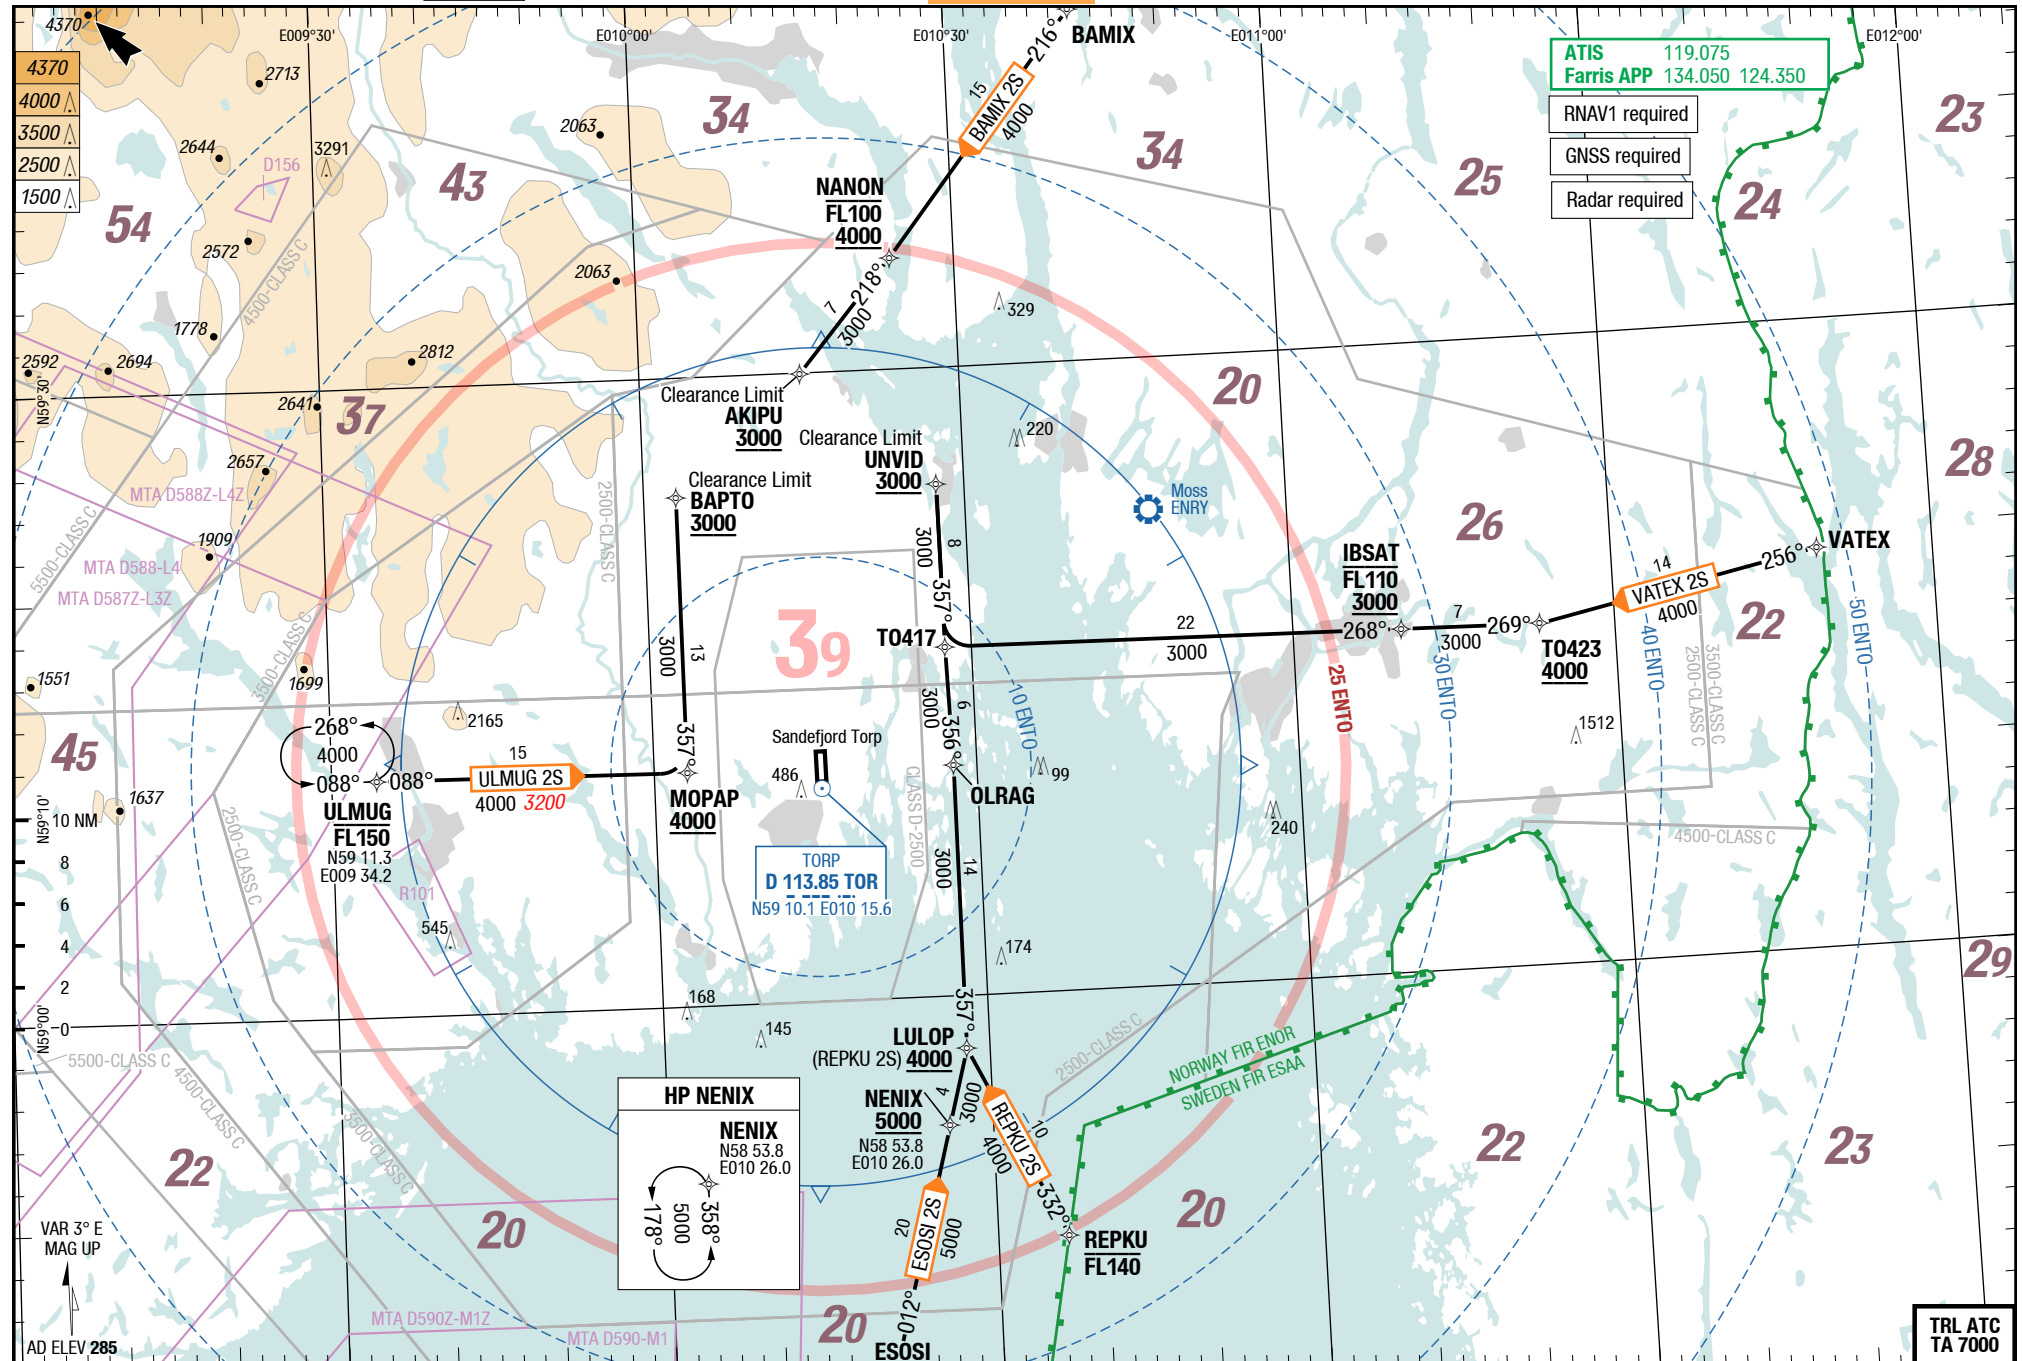 4370
E009°30'
E010°00'
E010°30'
216°
BAMIX
E011°00'
E012°00'
ATIS 119.075
Farris APP 134.050 124.350
RNAV1 required
GNSS required
Radar required
4370
4000
3500
2500
1500
2713
2644
D156
3291
2063
34
15
BAMIX 2S
4000
34
25
23
24
54
43
2572
4500-CLASS C
2063
NANON
FL100
4000
218°
7
3000
329
1778
2592
2694
2812
N59°30'
2641
37
20
Clearance Limit
AKIPU
3000
Clearance Limit
UNVID
3000
220
28
2657
Clearance Limit
BAPTO
3000
Moss
ENRY
MTA D588Z-L4Z
2500-CLASS C
26
5500-CLASS C
1909
MTA D588-L4
MTA D587Z-L3Z
3000
8
357°
IBSAT
FL110
3000
268°
7
3000
269°
14
VATEX 2S
4000
256°
VATEX
22
TO423
4000
50 ENTO
40 ENTO
30 ENTO
25 ENTO
22
3000
TO417
39
3000
13
357°
3500-CLASS C
1699
1551
2165
268°
4000
088°
088°
15
ULMUG 2S
4000 3200
ULMUG
FL150
N59 11.3
E009 34.2
MOPAP
4000
Sandefjord Torp
486
10 ENTO
3000
6
356°
OLRAG
99
240
1512
2500-CLASS C
3500-CLASS C
4500-CLASS C
45
1637
N59°10'
10 NM
8
6
4
2
0
N59°00'
2500-CLASS C
R101
545
TORP
D 113.85 TOR
N59 10.1 E010 15.6
CLASS D-2500
3000
14
357°
174
168
145
29
LULOP
(REPKU 2S) 4000
2500-CLASS C
NORWAY FIR ENOR
SWEDEN FIR ESAA
5500-CLASS C
4500-CLASS C
3500-CLASS C
HP NENIX
NENIX
N58 53.8
E010 26.0
178°
5000
358°
NENIX
5000
N58 53.8
E010 26.0
4
3000
10
REPKU 2S
4000
332°
REPKU
FL140
20
ESOSI 2S
5000
012°
ESOSI
22
20
20
20
22
23
VAR 3° E
MAG UP
AD ELEV 285
MTA D590Z-M1Z
MTA D590-M1
TRL ATC
TA 7000